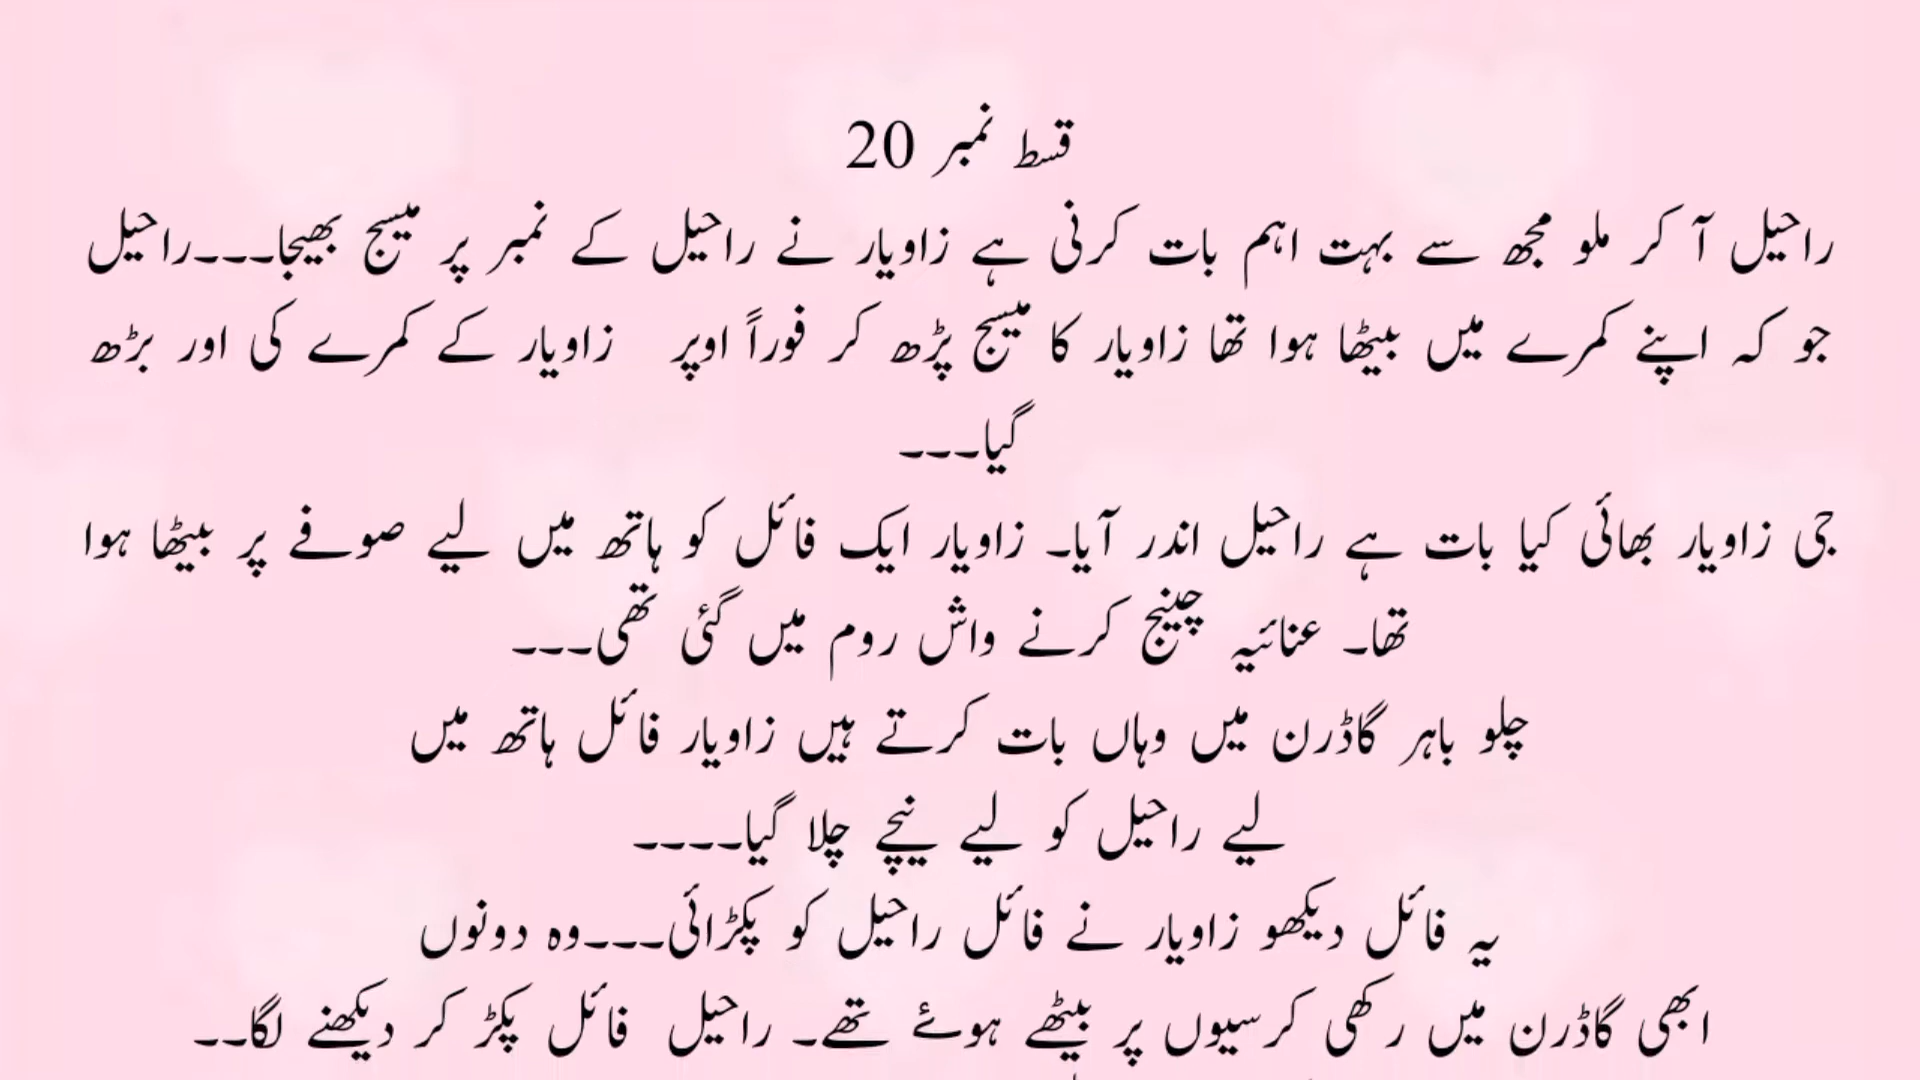 قسط نمبر 20
راحیل آ کر ملو مجھ سے بہت اہم بات کرنی ہے زاویار نے راحیل کے نمبر پر میسج بھیجا۔۔۔راحیل
جو کہ اپنے کمرے میں بیٹھا ہوا تھا زاویار کا میسج پڑھ کر فوراً اوپر زاویار کے کمرے کی اور بڑھ
گیا۔۔۔
جی زاویار بھائی کیا بات ہے راحیل اندر آیا۔ زاویار ایک فائل کو ہاتھ میں لیے صوفے پر بیٹھا ہوا
تھا۔ عنائیہ چینج کرنے واش روم میں گئی تھی۔۔۔
چلو باہر گاڈرن میں وہاں بات کرتے ہیں زاویار فائل ہاتھ میں
لیے راحیل کو لیے نیچے چلا گیا۔۔۔۔
یہ فائل دیکھو زاویار نے فائل راحیل کو پکڑائی۔۔۔وہ دونوں
ابھی گاڈرن میں رکھی کرسیوں پر بیٹھے ہوئے تھے۔ راحیل فائل پکڑ کر دیکھنے لگا۔۔